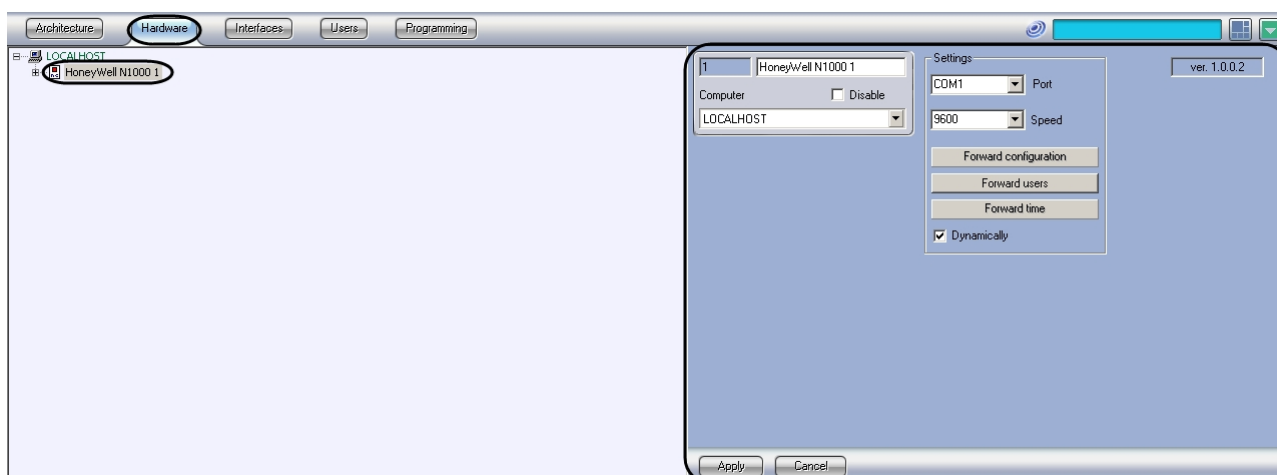 Architecture Hardware Interfaces Users Programming
LOCALHOST
HoneyWell N1000 1
1 HoneyWell N1000 1
Computer Disable
LOCALHOST
Settings
COM1 Port
9600 Speed
Forward configuration
Forward users
Forward time
Dynamically
ver. 1.0.0.2
Apply Cancel